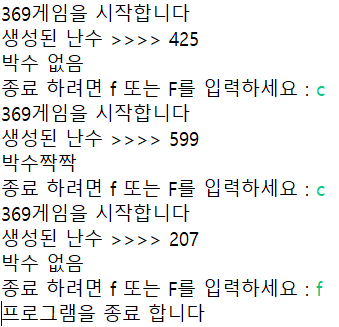 369게임을 시작합니다
생성된 난수 >>>> 425
박수 없음
종료 하려면 f 또는 F를 입력하세요 : c
369게임을 시작합니다
생성된 난수 >>>> 599
박수짝짝
종료 하려면 f 또는 F를 입력하세요 : c
369게임을 시작합니다
생성된 난수 >>>> 207
박수 없음
종료 하려면 f 또는 F를 입력하세요 : f
프로그램을 종료 합니다